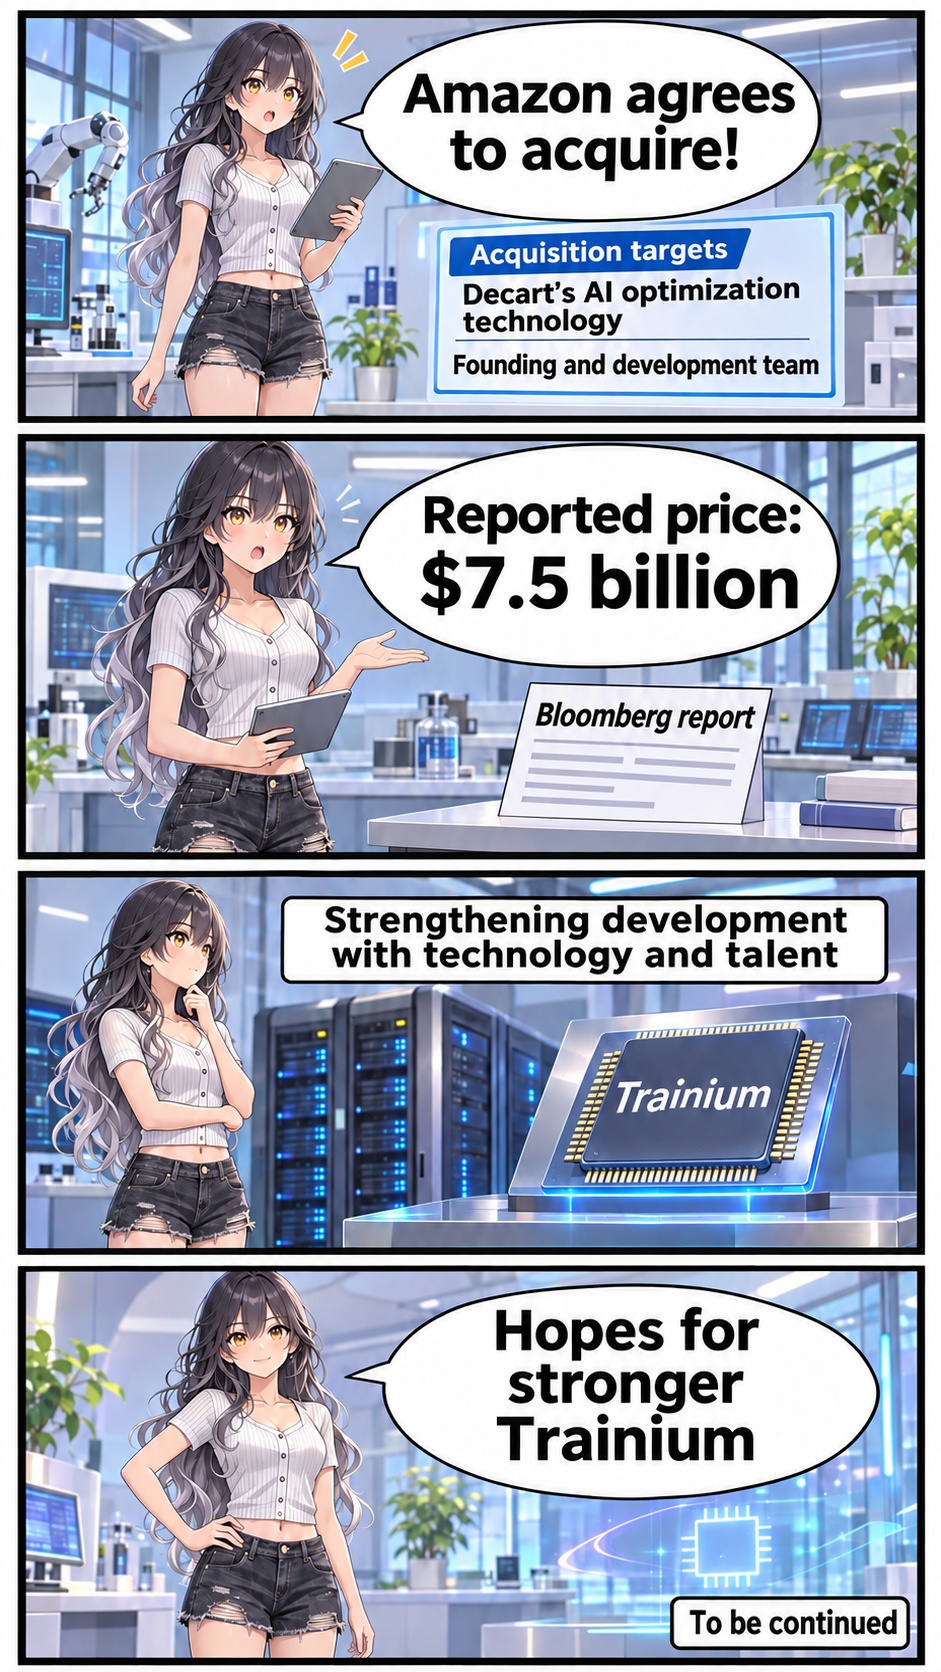 Amazon agrees
to acquire!
Acquisition targets
Decart's AI optimization
technology
Founding and development team
Reported price:
$7.5 billion
Bloomberg report
Strengthening development
with technology and talent
Trainium
Hopes for
stronger
Trainium
To be continued